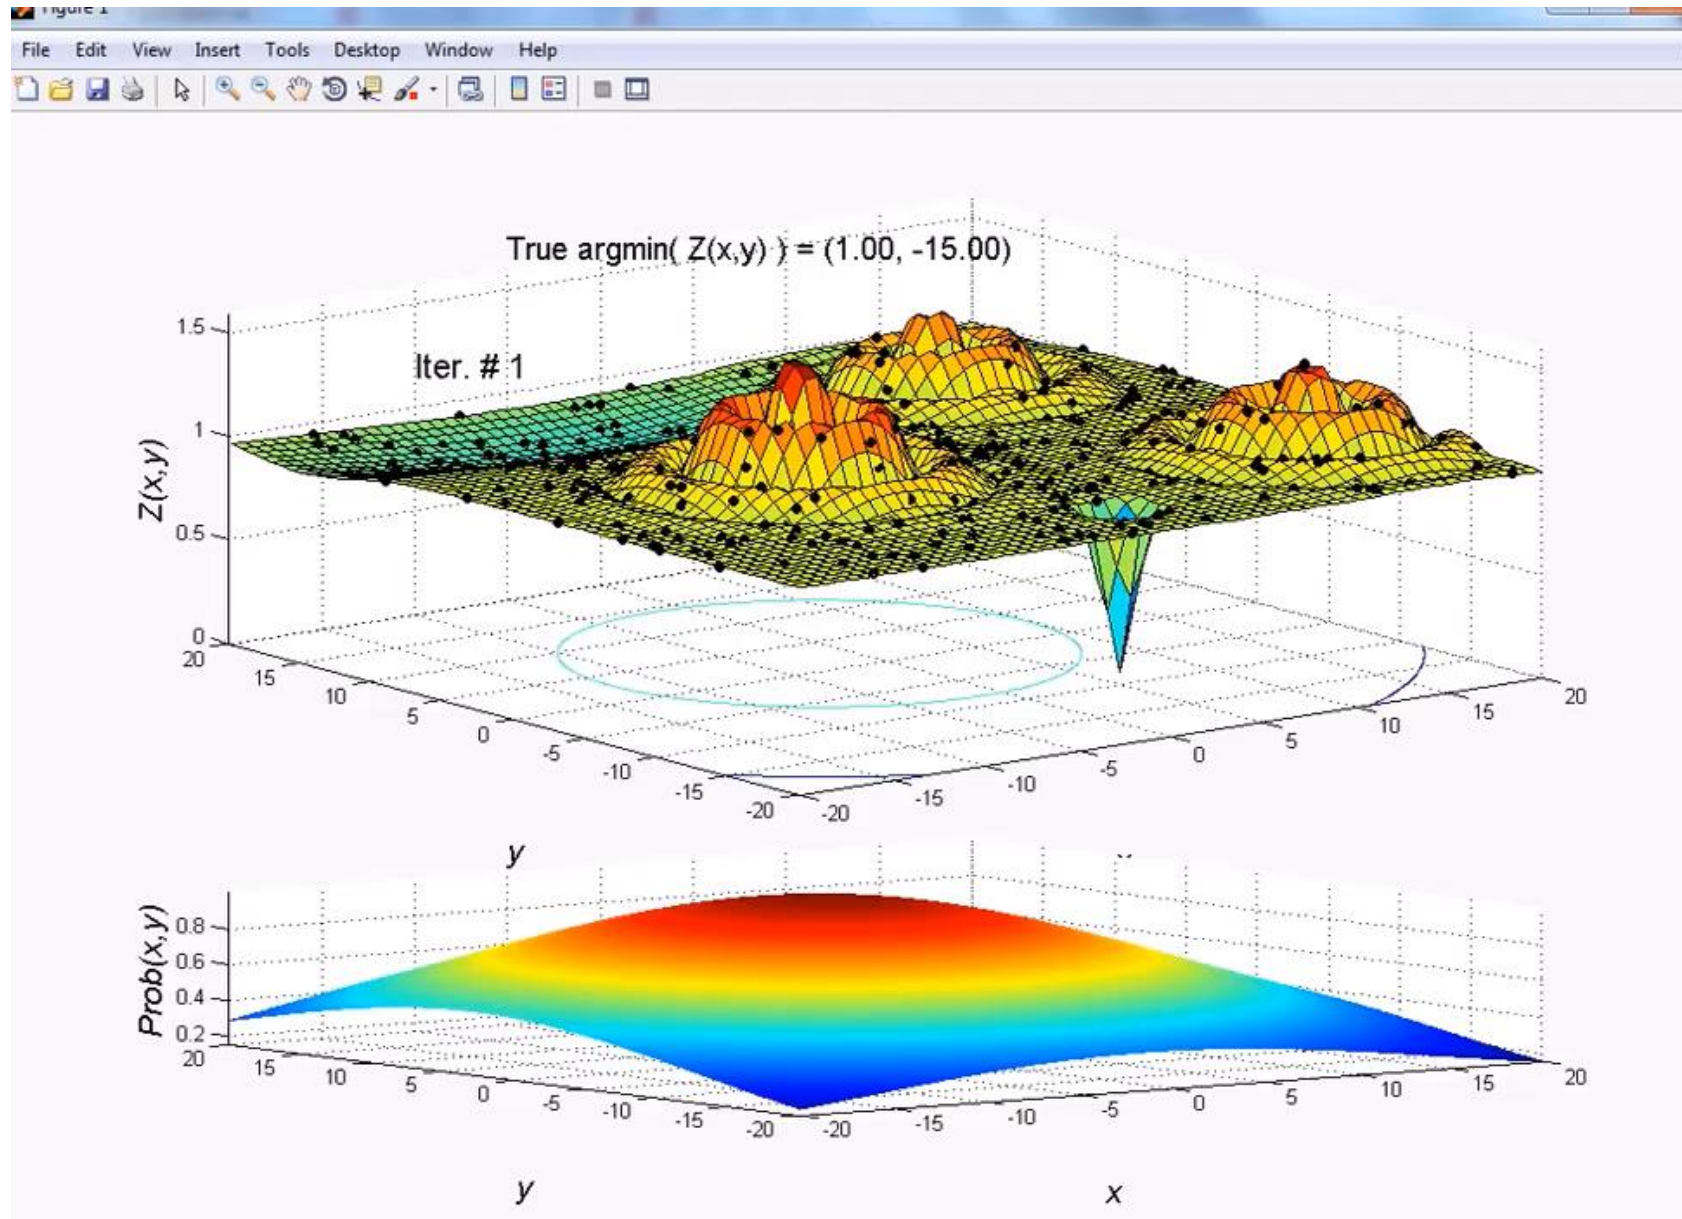 Figure 1
File Edit View Insert Tools Desktop Window Help
True argmin( Z(x,y) ) = (1.00, -15.00)
Iter. # 1
Z(x,y)
1.5
1
0.5
0
20 15 10 5 0 -5 -10 -15 -20
-20 -15 -10 -5 0 5 10 15 20
y
Prob(x,y)
0.8
0.6
0.4
0.2
20 15 10 5 0 -5 -10 -15 -20
-20 -15 -10 -5 0 5 10 15 20
y
x